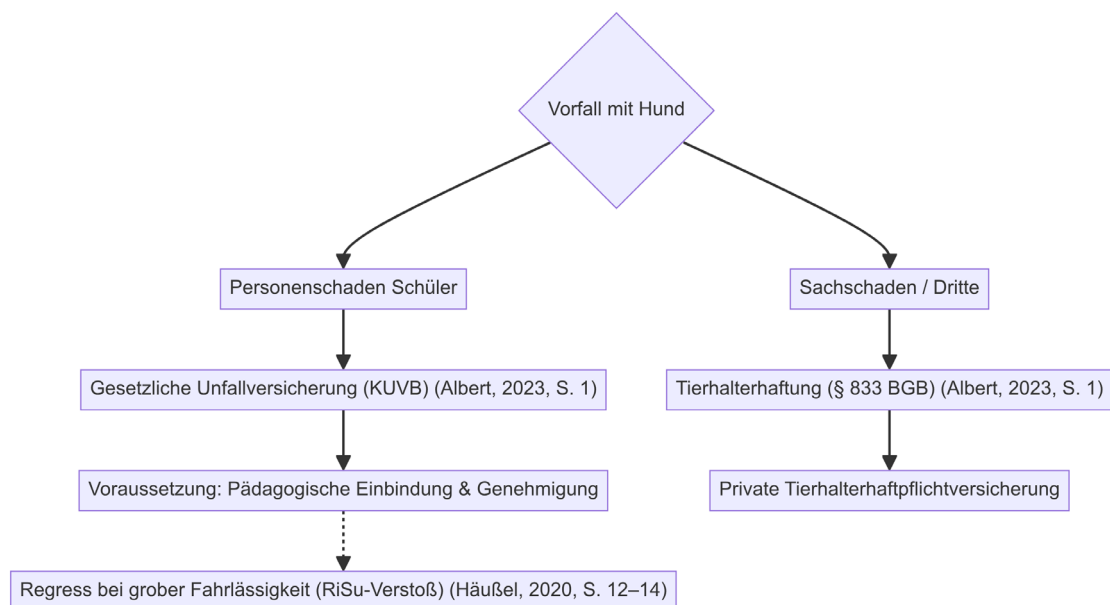 Vorfall mit Hund
Personenschaden Schüler
Sachschaden / Dritte
Gesetzliche Unfallversicherung (KUVB) (Albert, 2023, S. 1)
Tierhalterhaftung (§ 833 BGB) (Albert, 2023, S. 1)
Voraussetzung: Pädagogische Einbindung & Genehmigung
Private Tierhalterhaftpflichtversicherung
Regress bei grober Fahrlässigkeit (RiSu-Verstoß) (Häußel, 2020, S. 12–14)